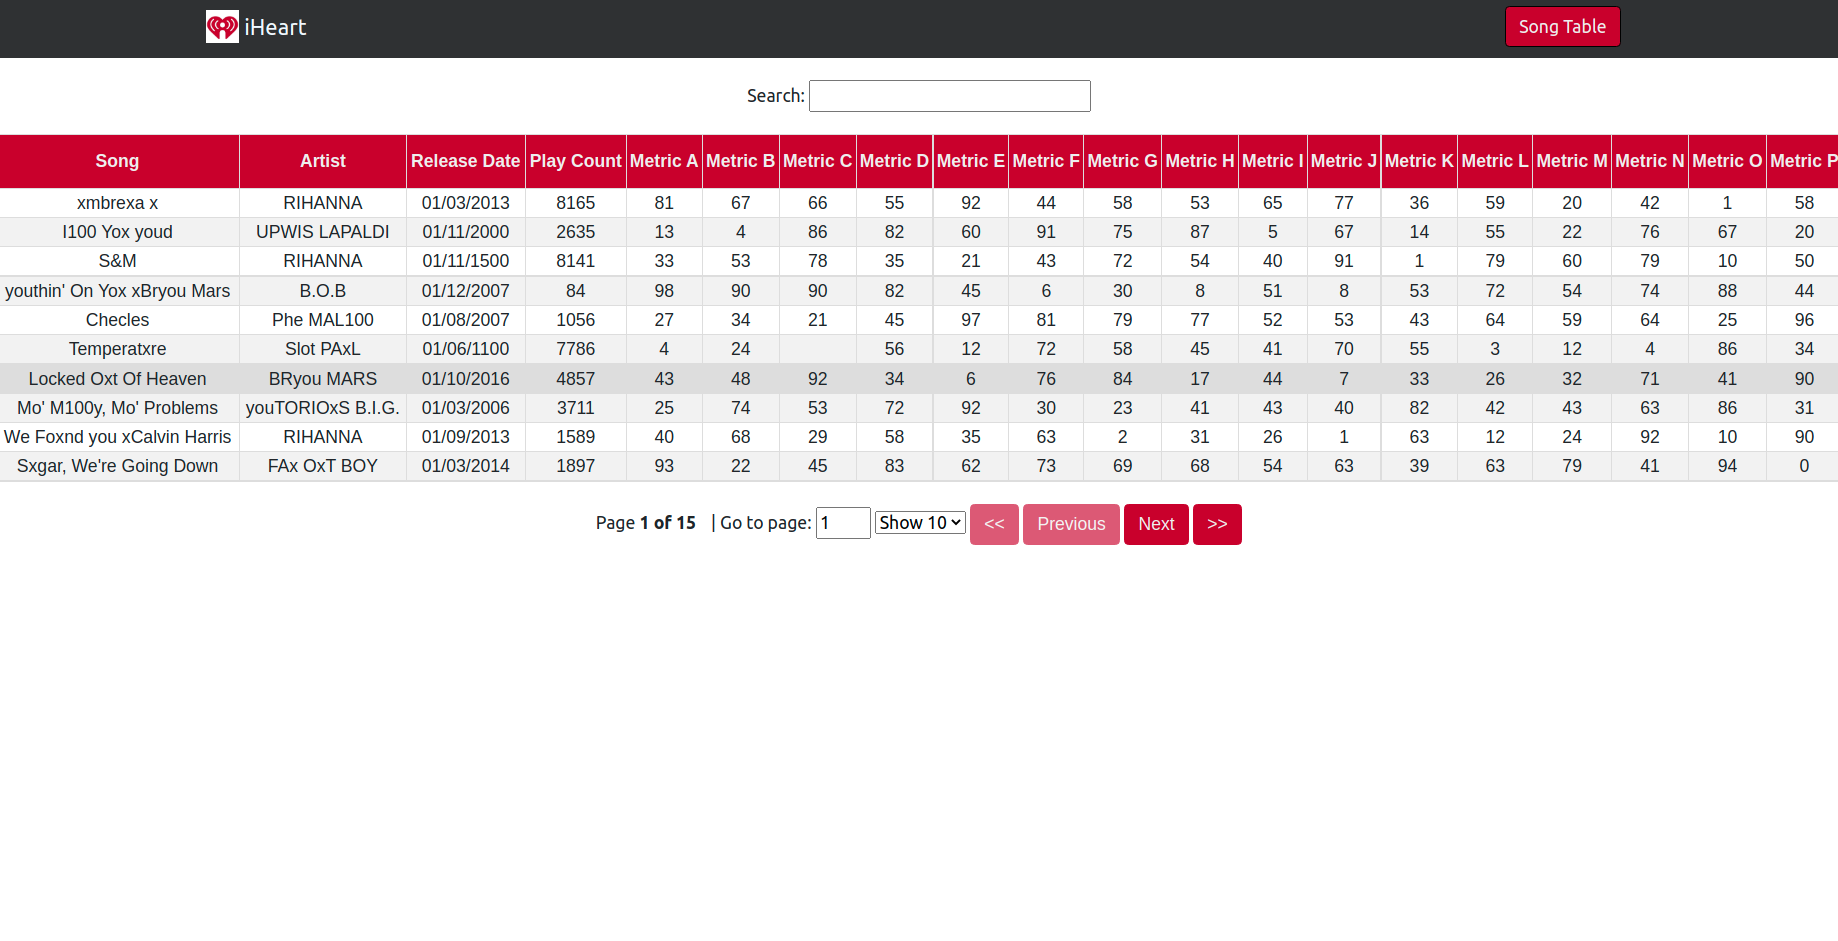 iHeart Song Table
Search:
Song Artist Release Date Play Count Metric A Metric B Metric C Metric D Metric E Metric F Metric G Metric H Metric I Metric J Metric K Metric L Metric M Metric N Metric O Metric P
xmbrexa x RIHANNA 01/03/2013 8165 81 67 66 55 92 44 58 53 65 77 36 59 20 42 1 58
I100 Yox youd UPWIS LAPALDI 01/11/2000 2635 13 4 86 82 60 91 75 87 5 67 14 55 22 76 67 20
S&M RIHANNA 01/11/1500 8141 33 53 78 35 21 43 72 54 40 91 1 79 60 79 10 50
youthin' On Yox xBryou Mars B.O.B 01/12/2007 84 98 90 90 82 45 6 30 8 51 8 53 72 54 74 88 44
Checles Phe MAL100 01/08/2007 1056 27 34 21 45 97 81 79 77 52 53 43 64 59 64 25 96
Temperatxre Slot PAxL 01/06/1100 7786 4 24 56 12 72 58 45 41 70 55 3 12 4 86 34
Locked Oxt Of Heaven BRyou MARS 01/10/2016 4857 43 48 92 34 6 76 84 17 44 7 33 26 32 71 41 90
Mo' M100y, Mo' Problems youTORIOxS B.I.G. 01/03/2006 3711 25 74 53 72 92 30 23 41 43 40 82 42 43 63 86 31
We Foxnd you xCalvin Harris RIHANNA 01/09/2013 1589 40 68 29 58 35 63 2 31 26 1 63 12 24 92 10 90
Sxgar, We're Going Down FAx OxT BOY 01/03/2014 1897 93 22 45 83 62 73 69 68 54 63 39 63 79 41 94 0
Page 1 of 15 | Go to page: 1 Show 10 << Previous Next >>